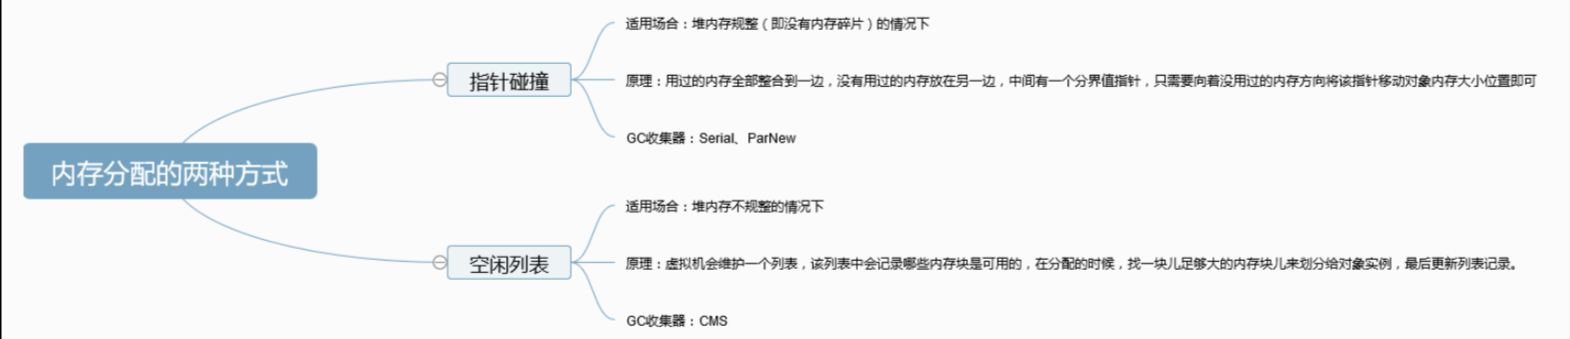 内存分配的两种方式
指针碰撞
适用场合：堆内存规整（即没有内存碎片）的情况下
原理：用过的内存全部整合到一边，没有用过的内存放在另一边，中间有一个分界值指针，只需要向着没用过的内存方向将该指针移动对象内存大小位置即可
GC收集器：Serial、ParNew
空闲列表
适用场合：堆内存不规整的情况下
原理：虚拟机会维护一个列表，该列表中会记录哪些内存块是可用的，在分配的时候，找一块儿足够大的内存块儿来划分给对象实例，最后更新列表记录。
GC收集器：CMS